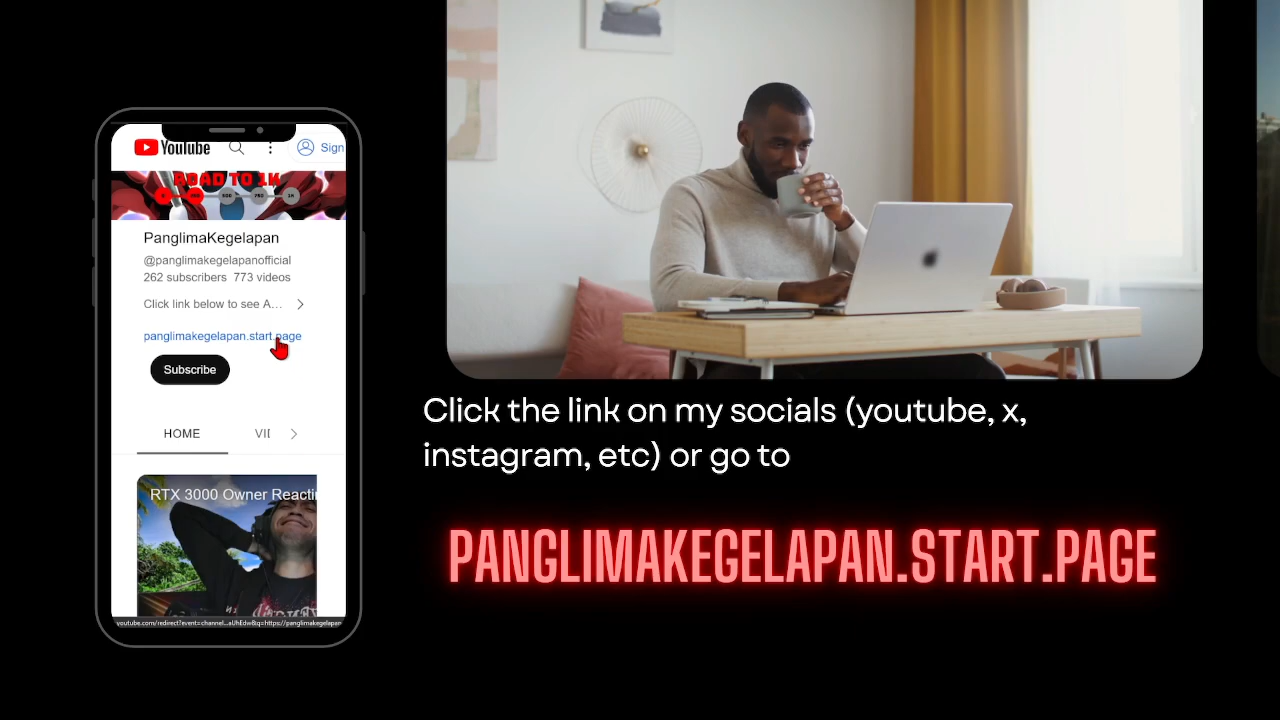 YouTube
Sign
ROAD TO 1K
PanglimaKegelapan
@panglimakegelapanofficial
262 subscribers 773 videos
Click link below to see A...
panglimakegelapan.start.page
Subscribe
HOME
RTX 3000 Owner Reacti
Click the link on my socials (youtube, x,
instagram, etc) or go to
PANGLIMAKEGELAPAN.START.PAGE